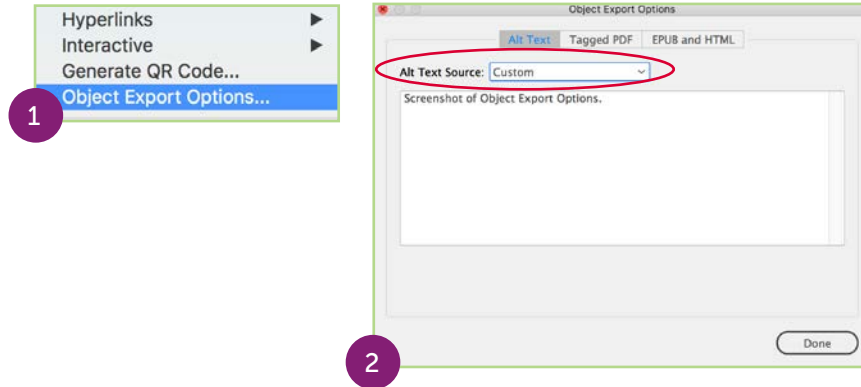 Hyperlinks
Interactive
Generate QR Code...
Object Export Options...
1
Object Export Options
Alt Text Tagged PDF EPUB and HTML
Alt Text Source: Custom
Screenshot of Object Export Options.
Done
2